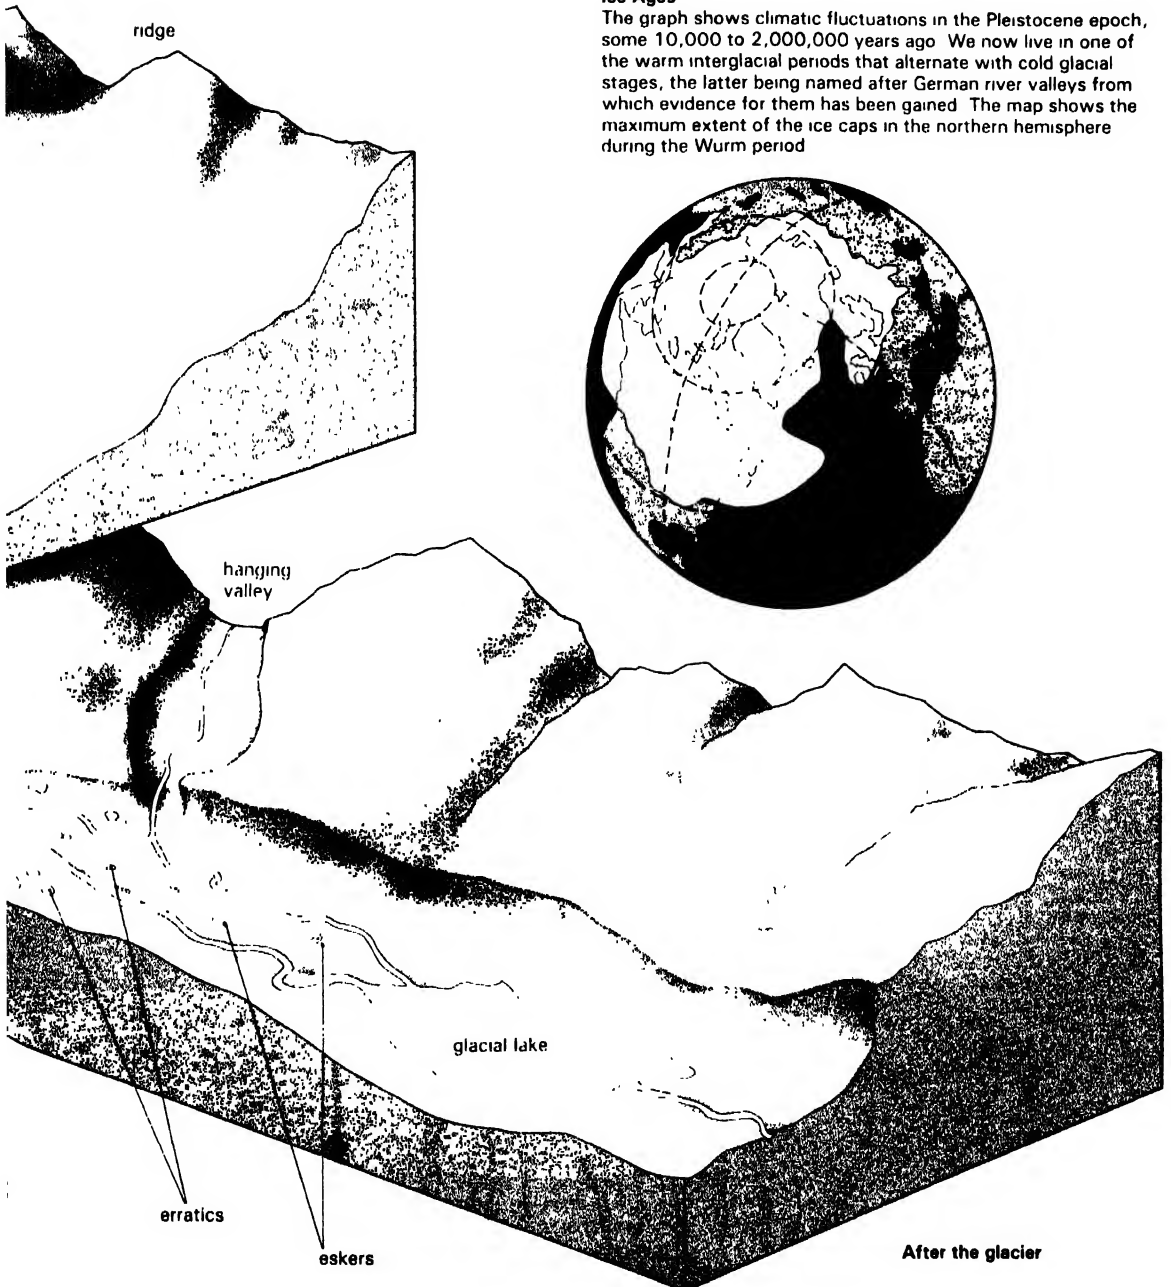 Ice Ages
The graph shows climatic fluctuations in the Pleistocene epoch,
some 10,000 to 2,000,000 years ago We now live in one of
the warm interglacial periods that alternate with cold glacial
stages, the latter being named after German river valleys from
which evidence for them has been gained The map shows the
maximum extent of the ice caps in the northern hemisphere
during the Wurm period
ridge
hanging
valley
glacial lake
erratics
eskers
After the glacier